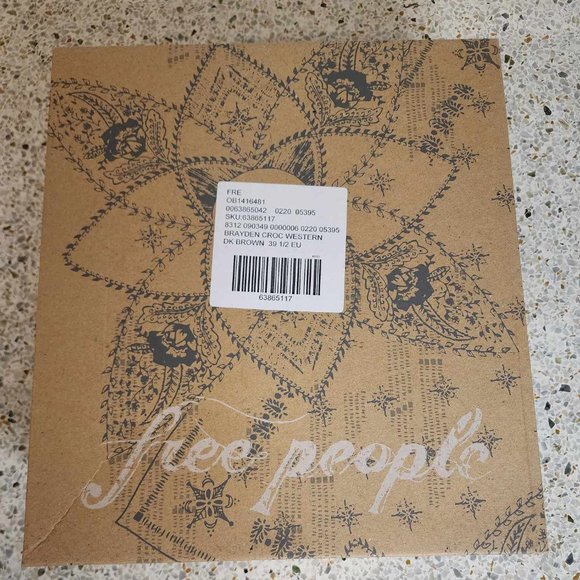 FRE
OB1416481
0063865042 0220 05395
SKU:63865117
8312 090349 0000006 0220 05395
BRAYDEN CROC WESTERN
DK BROWN 39 1/2 EU
63865117
free people